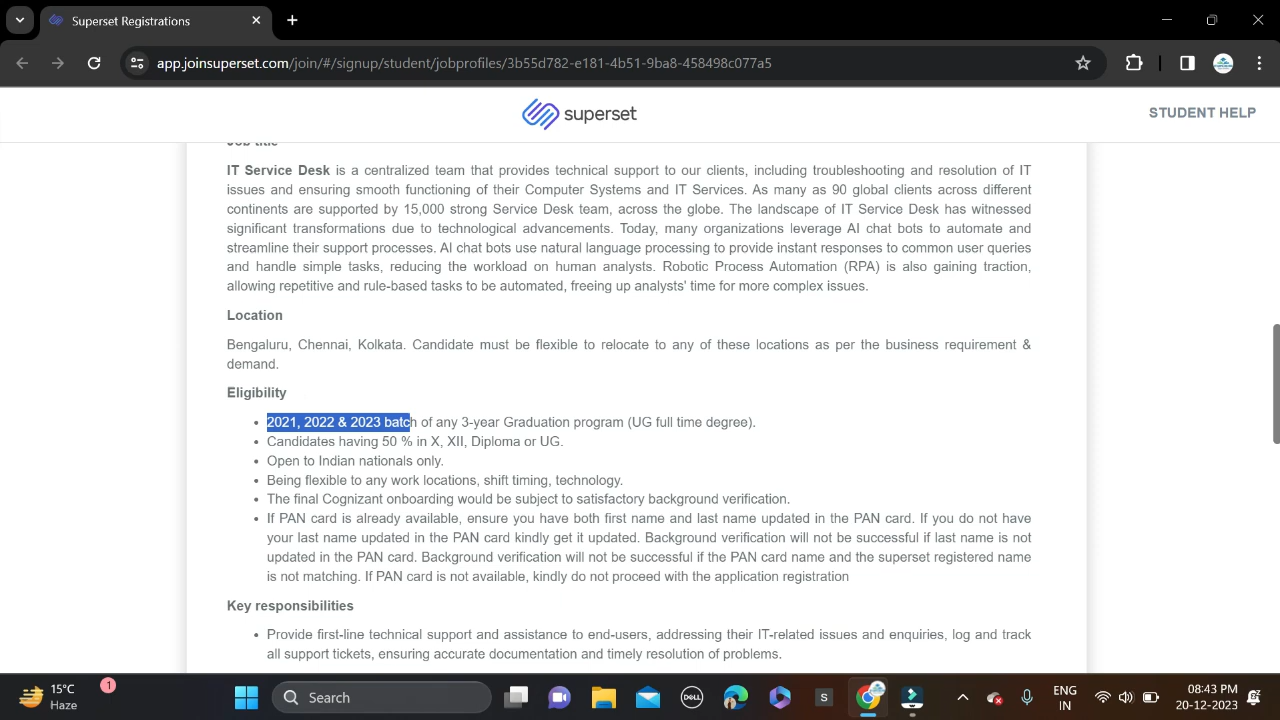 Superset Registrations
app.joinsuperset.com/join/#/signup/student/jobprofiles/3b55d782-e181-4b51-9ba8-458498c077a5
superset
STUDENT HELP
Job title
IT Service Desk is a centralized team that provides technical support to our clients, including troubleshooting and resolution of IT
issues and ensuring smooth functioning of their Computer Systems and IT Services. As many as 90 global clients across different
continents are supported by 15,000 strong Service Desk team, across the globe. The landscape of IT Service Desk has witnessed
significant transformations due to technological advancements. Today, many organizations leverage AI chat bots to automate and
streamline their support processes. AI chat bots use natural language processing to provide instant responses to common user queries
and handle simple tasks, reducing the workload on human analysts. Robotic Process Automation (RPA) is also gaining traction,
allowing repetitive and rule-based tasks to be automated, freeing up analysts' time for more complex issues.
Location
Bengaluru, Chennai, Kolkata. Candidate must be flexible to relocate to any of these locations as per the business requirement &
demand.
Eligibility
• 2021, 2022 & 2023 batch of any 3-year Graduation program (UG full time degree).
• Candidates having 50 % in X, XII, Diploma or UG.
• Open to Indian nationals only.
• Being flexible to any work locations, shift timing, technology.
• The final Cognizant onboarding would be subject to satisfactory background verification.
• If PAN card is already available, ensure you have both first name and last name updated in the PAN card. If you do not have
your last name updated in the PAN card kindly get it updated. Background verification will not be successful if last name is not
updated in the PAN card. Background verification will not be successful if the PAN card name and the superset registered name
is not matching. If PAN card is not available, kindly do not proceed with the application registration
Key responsibilities
• Provide first-line technical support and assistance to end-users, addressing their IT-related issues and enquiries, log and track
all support tickets, ensuring accurate documentation and timely resolution of problems.
15°C
Haze
1
Search
DELL
S
ENG
IN
08:43 PM
20-12-2023